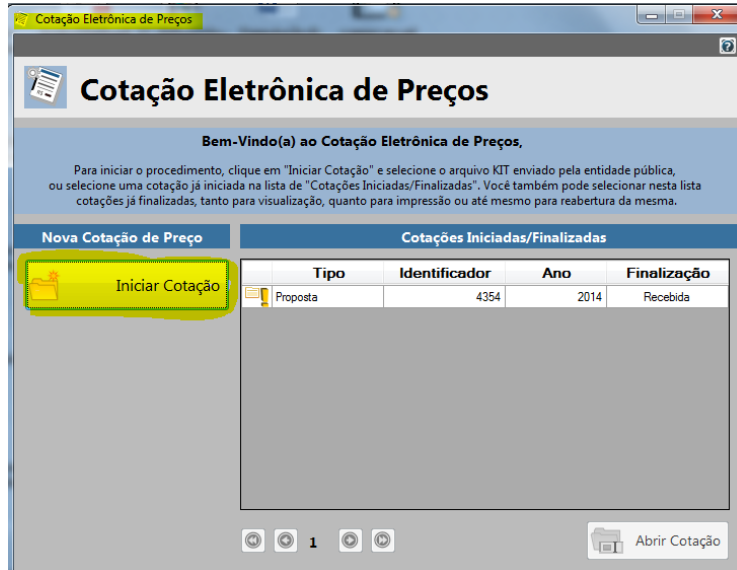 Cotação Eletrônica de Preços
Cotação Eletrônica de Preços
Bem-Vindo(a) ao Cotação Eletrônica de Preços,
Para iniciar o procedimento, clique em "Iniciar Cotação" e selecione o arquivo KIT enviado pela entidade pública,
ou selecione uma cotação já iniciada na lista de "Cotações Iniciadas/Finalizadas". Você também pode selecionar nesta lista
cotações já finalizadas, tanto para visualização, quanto para impressão ou até mesmo para reabertura da mesma.
Nova Cotação de Preço
Cotações Iniciadas/Finalizadas
Iniciar Cotação
Tipo Identificador Ano Finalização
Proposta 4354 2014 Recebida
1
Abrir Cotação